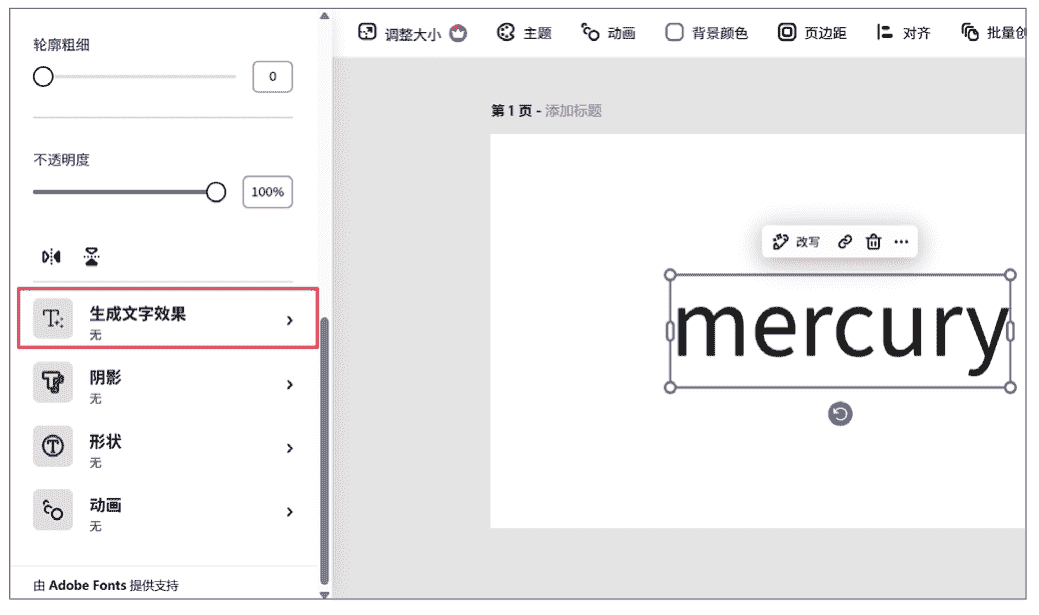 轮廓粗细
0
不透明度
100%
生成文字效果
无
阴影
无
形状
无
动画
无
由 Adobe Fonts 提供支持
调整大小 主题 动画 背景颜色 页边距 对齐 批量创
第 1 页 - 添加标题
改写
mercury